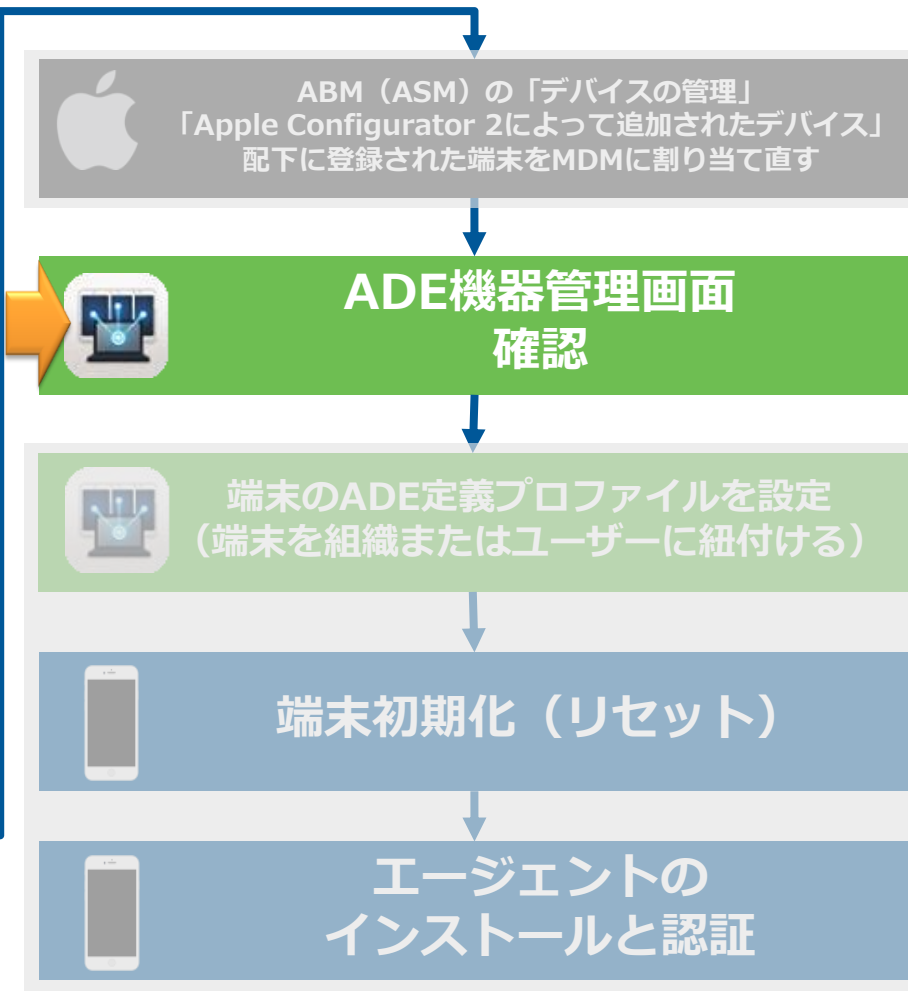 ABM（ASM）の「デバイスの管理」
「Apple Configurator 2によって追加されたデバイス」
配下に登録された端末をMDMに割り当て直す
ADE機器管理画面
確認
端末のADE定義プロファイルを設定
（端末を組織またはユーザーに紐付ける）
端末初期化（リセット）
エージェントの
インストールと認証